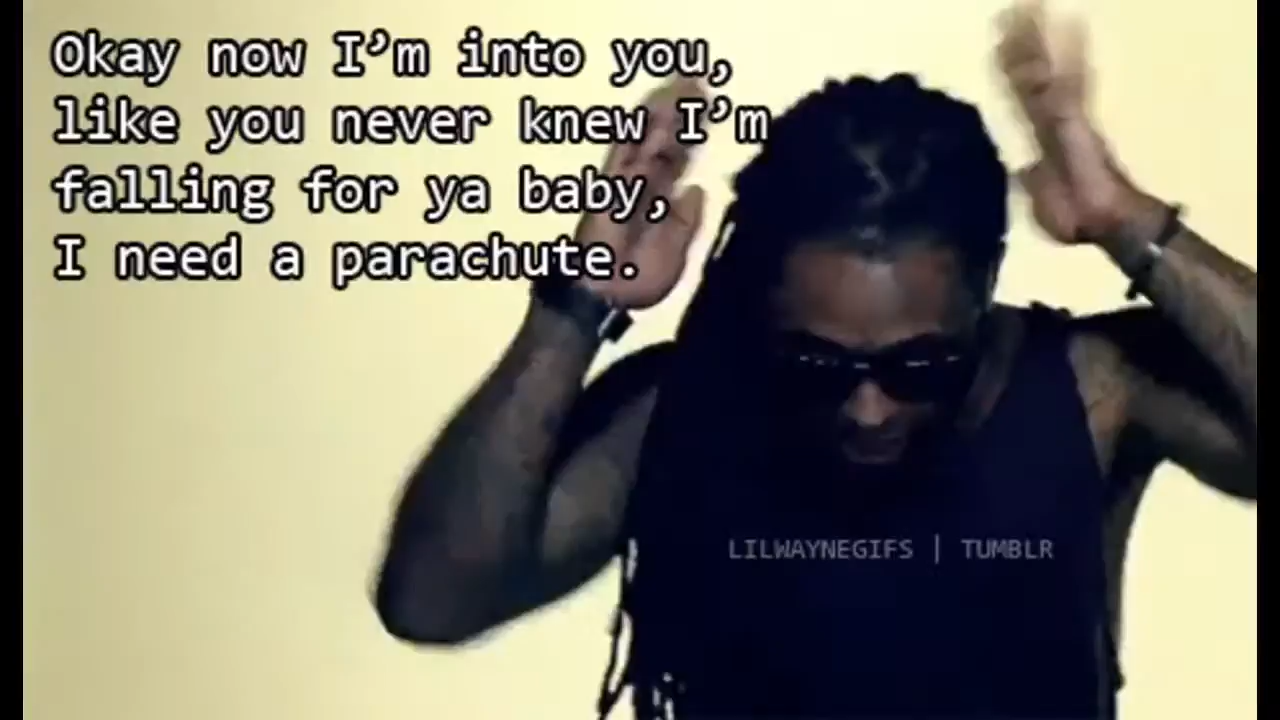 Okay now I’m into you,
like you never knew I’m
falling for ya baby,
I need a parachute.
LILWAYNEGIFS | TUMBLR